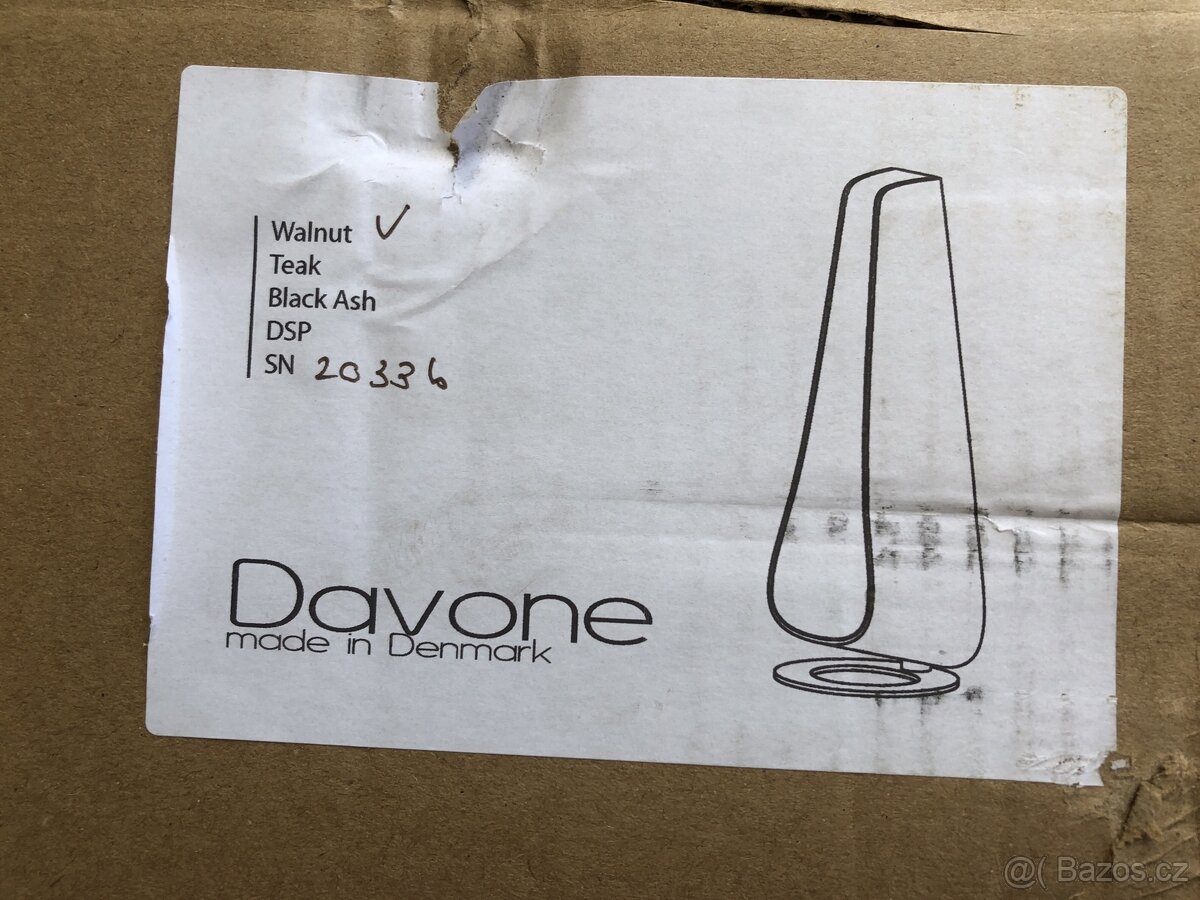 Walnut V
Teak
Black Ash
DSP
SN 20336
Davone
made in Denmark
@( Bazos.cz